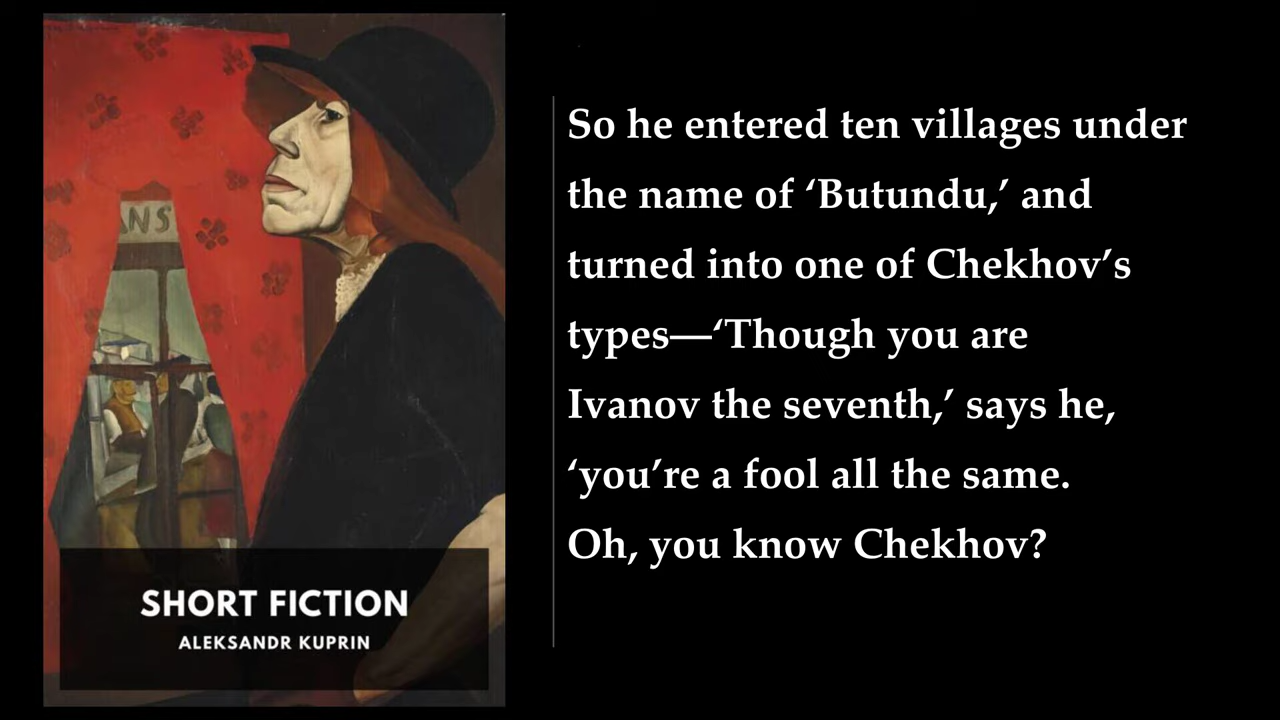 NS
SHORT FICTION
ALEKSANDR KUPRIN
So he entered ten villages under
the name of ‘Butundu,’ and
turned into one of Chekhov’s
types—‘Though you are
Ivanov the seventh,’ says he,
‘you’re a fool all the same.
Oh, you know Chekhov?